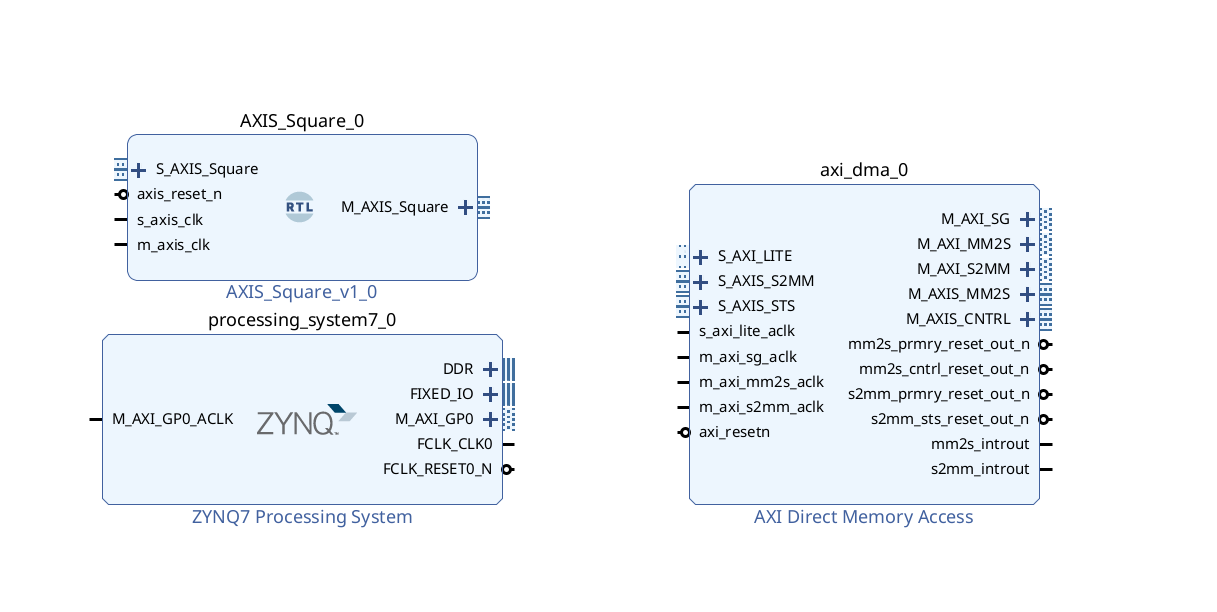 AXIS_Square_0
S_AXIS_Square
axis_reset_n
s_axis_clk
m_axis_clk
RTL
M_AXIS_Square
AXIS_Square_v1_0
processing_system7_0
M_AXI_GP0_ACLK
ZYNQ
DDR
FIXED_IO
M_AXI_GP0
FCLK_CLK0
FCLK_RESET0_N
ZYNQ7 Processing System
axi_dma_0
S_AXI_LITE
S_AXIS_S2MM
S_AXIS_STS
s_axi_lite_aclk
m_axi_sg_aclk
m_axi_mm2s_aclk
m_axi_s2mm_aclk
axi_resetn
M_AXI_SG
M_AXI_MM2S
M_AXI_S2MM
M_AXIS_MM2S
M_AXIS_CNTRL
mm2s_prmry_reset_out_n
mm2s_cntrl_reset_out_n
s2mm_prmry_reset_out_n
s2mm_sts_reset_out_n
mm2s_introut
s2mm_introut
AXI Direct Memory Access